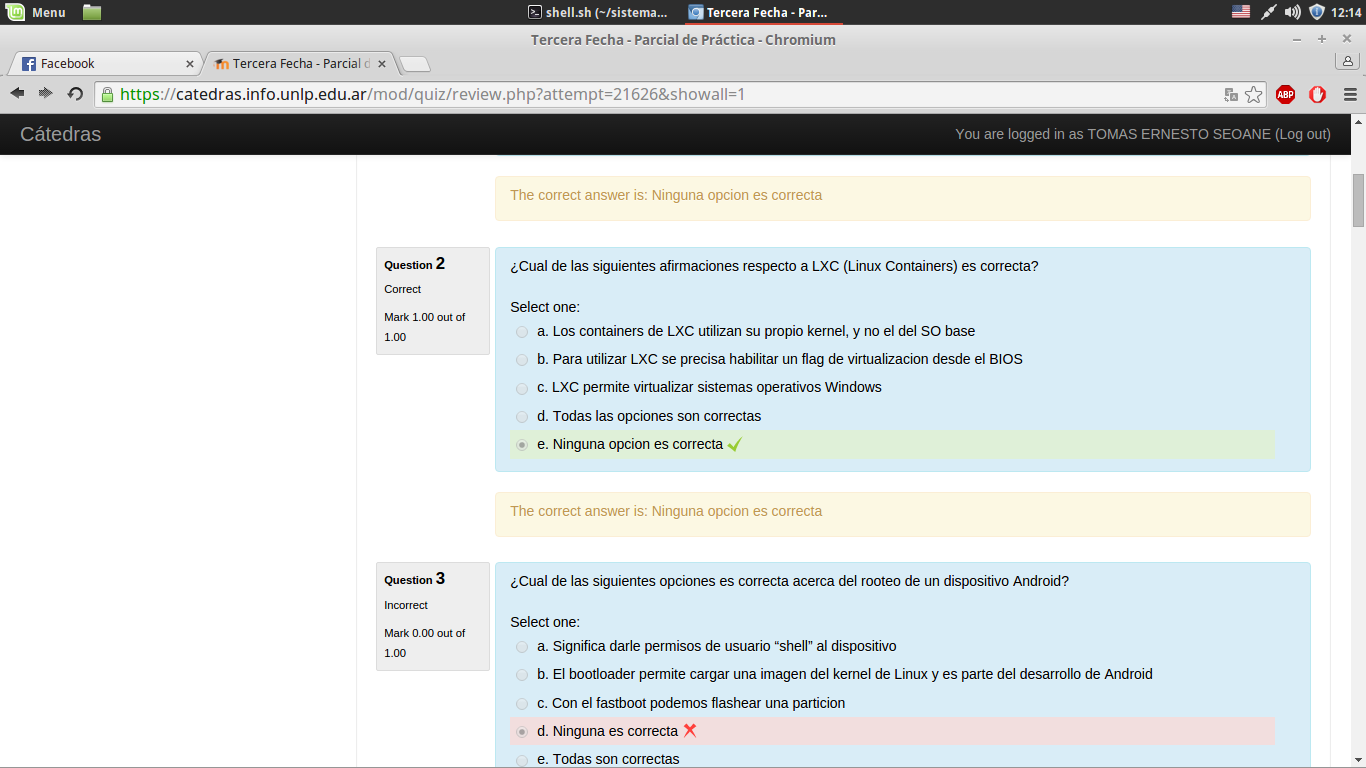 Menu
shell.sh (~/sistema...
Tercera Fecha - Par...
12:14
Tercera Fecha - Parcial de Práctica - Chromium
Facebook
Tercera Fecha - Parcial d
https://catedras.info.unlp.edu.ar/mod/quiz/review.php?attempt=21626&showall=1
ABP
Cátedras
You are logged in as TOMAS ERNESTO SEOANE (Log out)
The correct answer is: Ninguna opcion es correcta
Question 2
Correct
Mark 1.00 out of
1.00
¿Cual de las siguientes afirmaciones respecto a LXC (Linux Containers) es correcta?
Select one:
a. Los containers de LXC utilizan su propio kernel, y no el del SO base
b. Para utilizar LXC se precisa habilitar un flag de virtualizacion desde el BIOS
c. LXC permite virtualizar sistemas operativos Windows
d. Todas las opciones son correctas
e. Ninguna opcion es correcta
The correct answer is: Ninguna opcion es correcta
Question 3
Incorrect
Mark 0.00 out of
1.00
¿Cual de las siguientes opciones es correcta acerca del rooteo de un dispositivo Android?
Select one:
a. Significa darle permisos de usuario “shell” al dispositivo
b. El bootloader permite cargar una imagen del kernel de Linux y es parte del desarrollo de Android
c. Con el fastboot podemos flashear una particion
d. Ninguna es correcta
e. Todas son correctas